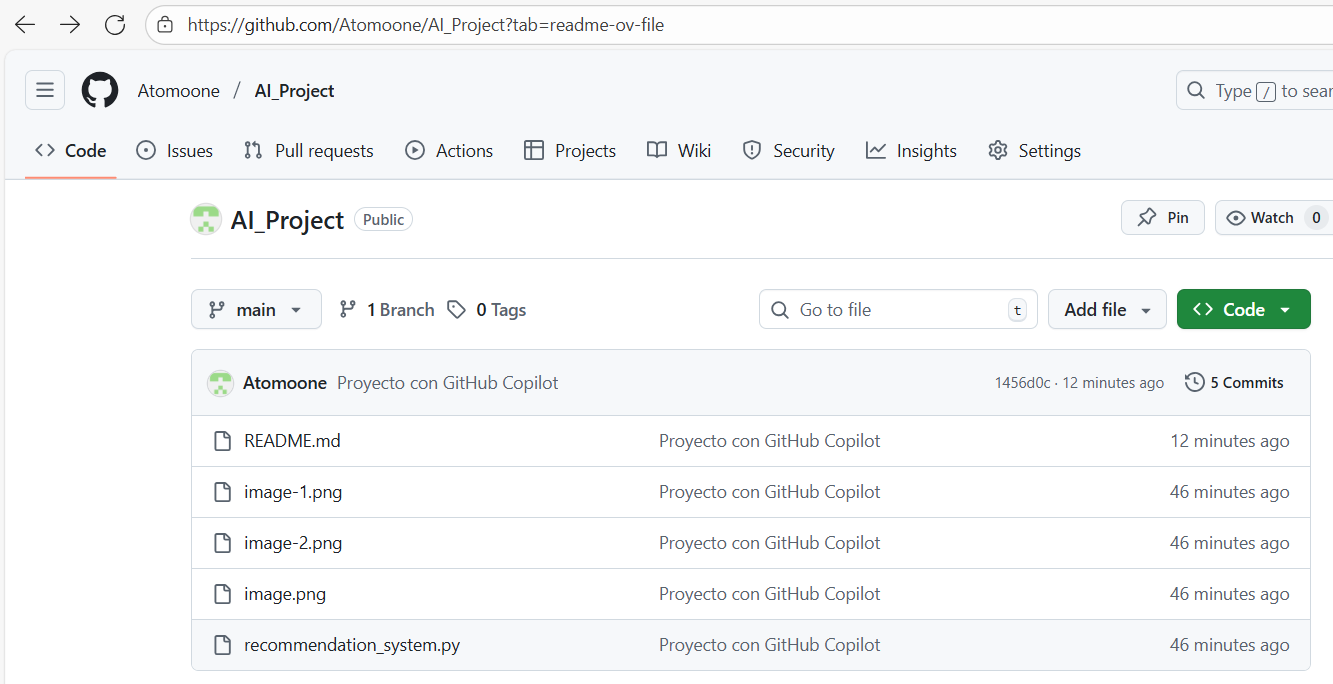 https://github.com/Atomoone/AI_Project?tab=readme-ov-file
Atomoone / AI_Project
Type / to sear
Code Issues Pull requests Actions Projects Wiki Security Insights Settings
AI_Project Public
Pin Watch 0
main 1 Branch 0 Tags Go to file t Add file Code
Atomoone Proyecto con GitHub Copilot 1456d0c · 12 minutes ago 5 Commits
README.md Proyecto con GitHub Copilot 12 minutes ago
image-1.png Proyecto con GitHub Copilot 46 minutes ago
image-2.png Proyecto con GitHub Copilot 46 minutes ago
image.png Proyecto con GitHub Copilot 46 minutes ago
recommendation_system.py Proyecto con GitHub Copilot 46 minutes ago